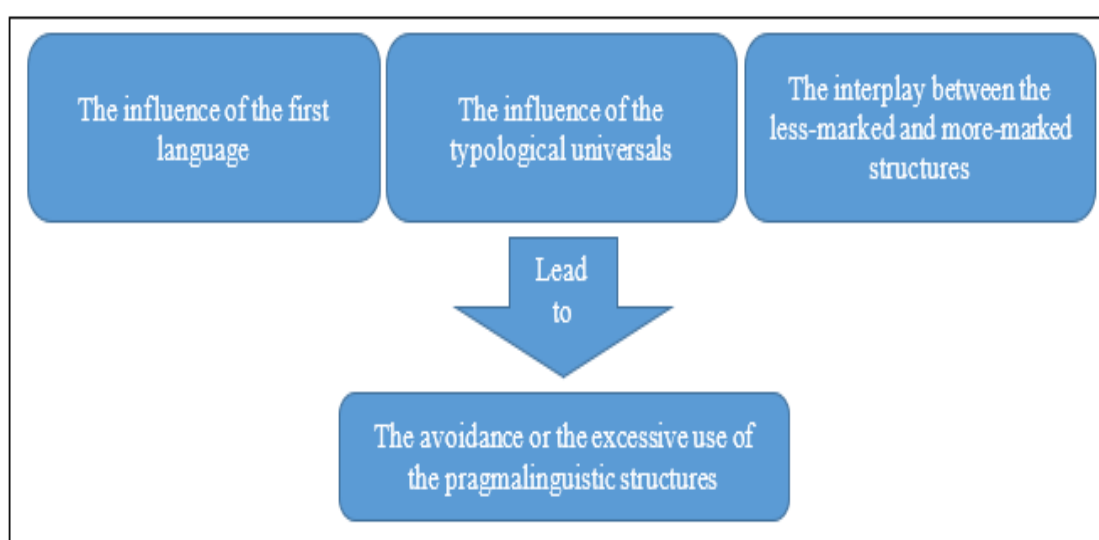 The influence of the first
language
The influence of the
typological universals
The interplay between the
less-marked and more-marked
structures
Lead
to
The avoidance or the excessive use of
the pragmalinguistic structures